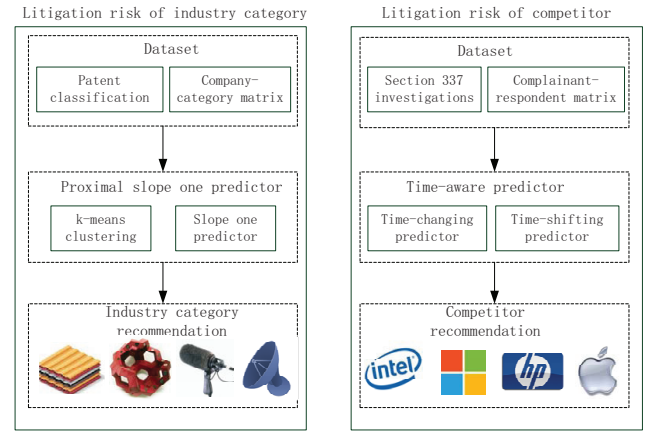 Litigation risk of industry category
Dataset
Patent
classification
Company-
category matrix
Proximal slope one predictor
k-means
clustering
Slope one
predictor
Industry category
recommendation
Litigation risk of competitor
Dataset
Section 337
investigations
Complainant-
respondent matrix
Time-aware predictor
Time-changing
predictor
Time-shifting
predictor
Competitor
recommendation
intel
hp